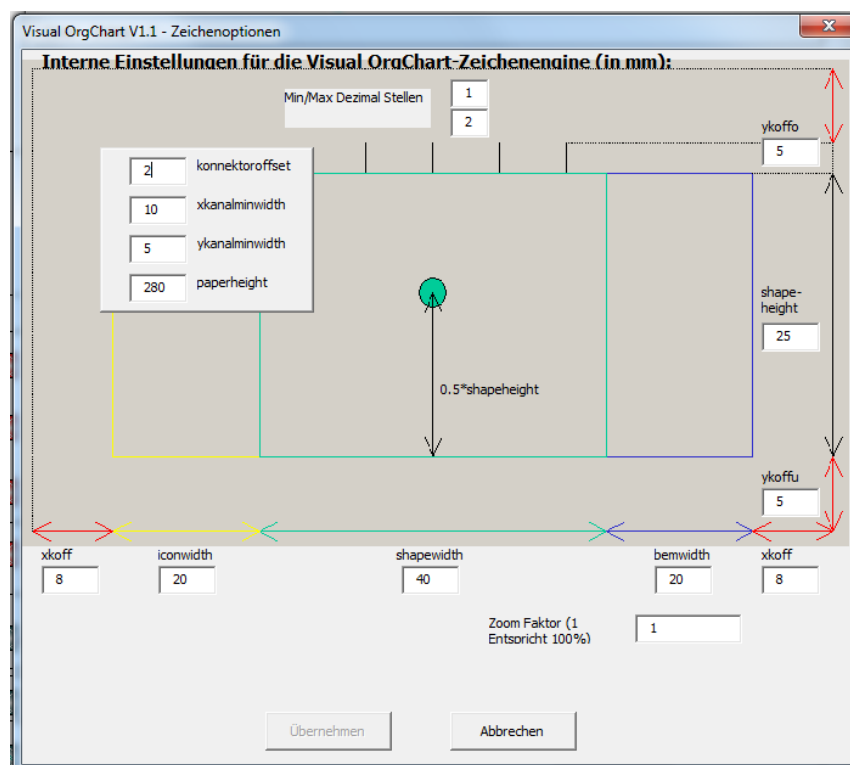 Visual OrgChart V1.1 - Zeichenoptionen
Interne Einstellungen für die Visual OrgChart-Zeichenengine (in mm):
Min/Max Dezimal Stellen
1
2
ykoffo
5
2 konnektoroffset
10 xkanalminwidth
5 ykanalminwidth
280 paperheight
shape-
height
25
0.5*shapeheight
ykoffu
5
xkoff iconwidth shapewidth bemwidth xkoff
8 20 40 20 8
Zoom Faktor (1
Entspricht 100%)
1
Übernehmen Abbrechen